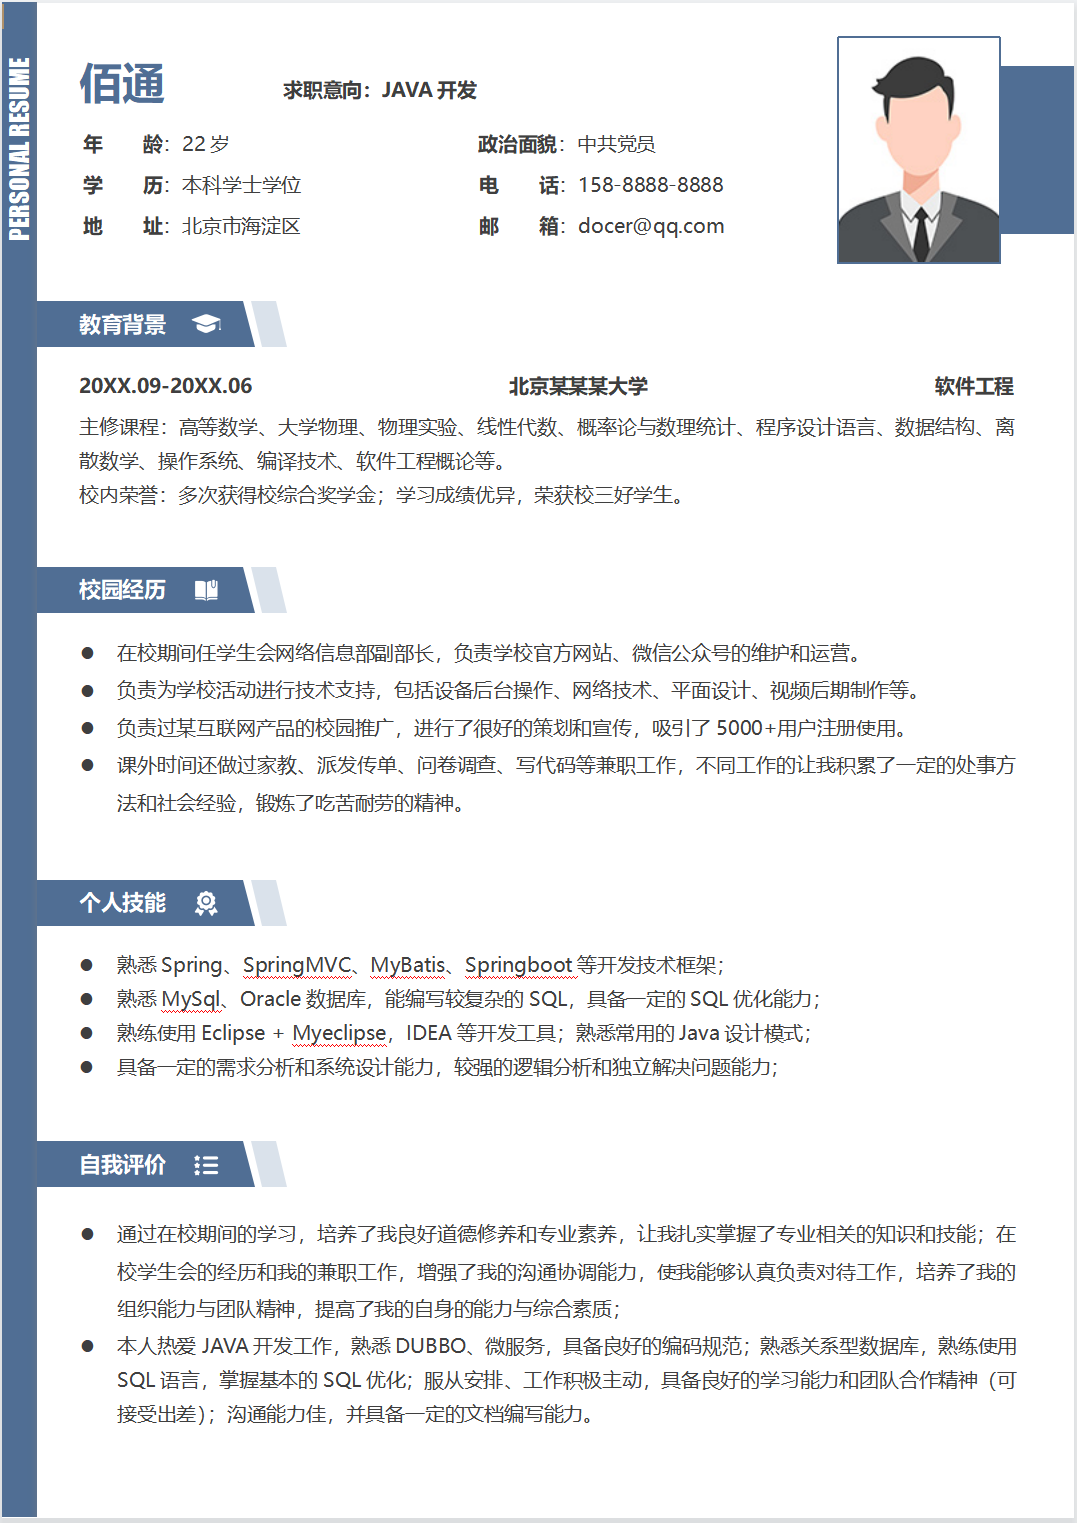 PERSONAL RESUME
佰通 求职意向：JAVA 开发
年 龄：22 岁 政治面貌：中共党员
学 历：本科学士学位 电 话：158-8888-8888
地 址：北京市海淀区 邮 箱：docer@qq.com
教育背景
20XX.09-20XX.06 北京某某某大学 软件工程
主修课程：高等数学、大学物理、物理实验、线性代数、概率论与数理统计、程序设计语言、数据结构、离
散数学、操作系统、编译技术、软件工程概论等。
校内荣誉：多次获得校综合奖学金；学习成绩优异，荣获校三好学生。
校园经历
● 在校期间任学生会网络信息部副部长，负责学校官方网站、微信公众号的维护和运营。
● 负责为学校活动进行技术支持，包括设备后台操作、网络技术、平面设计、视频后期制作等。
● 负责过某互联网产品的校园推广，进行了很好的策划和宣传，吸引了 5000+用户注册使用。
● 课外时间还做过家教、派发传单、问卷调查、写代码等兼职工作，不同工作的让我积累了一定的处事方
法和社会经验，锻炼了吃苦耐劳的精神。
个人技能
● 熟悉 Spring、SpringMVC、MyBatis、Springboot 等开发技术框架；
● 熟悉 MySql、Oracle 数据库，能编写较复杂的 SQL，具备一定的 SQL 优化能力；
● 熟练使用 Eclipse + Myeclipse，IDEA 等开发工具；熟悉常用的 Java 设计模式；
● 具备一定的需求分析和系统设计能力，较强的逻辑分析和独立解决问题能力；
自我评价
● 通过在校期间的学习，培养了我良好道德修养和专业素养，让我扎实掌握了专业相关的知识和技能；在
校学生会的经历和我的兼职工作，增强了我的沟通协调能力，使我能够认真负责对待工作，培养了我的
组织能力与团队精神，提高了我的自身的能力与综合素质；
● 本人热爱 JAVA 开发工作，熟悉 DUBBO、微服务，具备良好的编码规范；熟悉关系型数据库，熟练使用
SQL 语言，掌握基本的 SQL 优化；服从安排、工作积极主动，具备良好的学习能力和团队合作精神（可
接受出差）；沟通能力佳，并具备一定的文档编写能力。